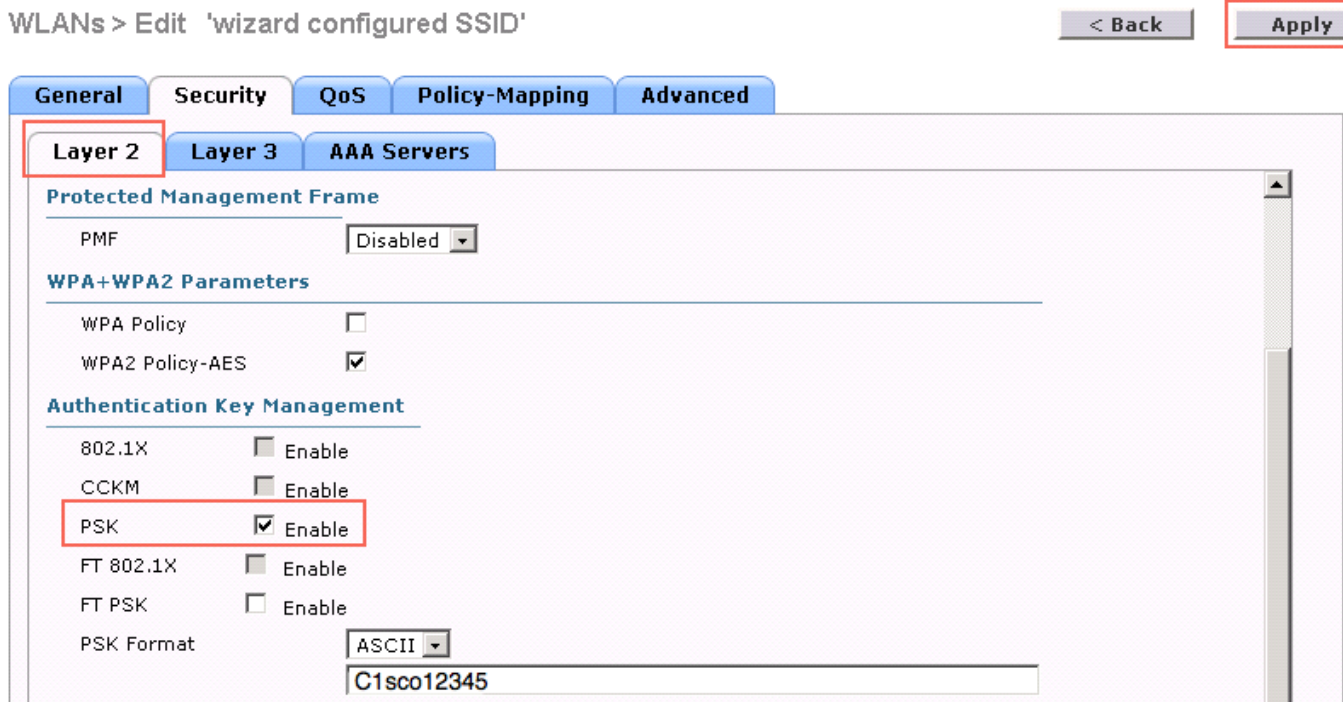 WLANs > Edit 'wizard configured SSID'
< Back
Apply
General
Security
QoS
Policy-Mapping
Advanced
Layer 2
Layer 3
AAA Servers
Protected Management Frame
PMF
Disabled
WPA+WPA2 Parameters
WPA Policy
WPA2 Policy-AES
Authentication Key Management
802.1X Enable
CCKM Enable
PSK Enable
FT 802.1X Enable
FT PSK Enable
PSK Format
ASCII
C1sco12345